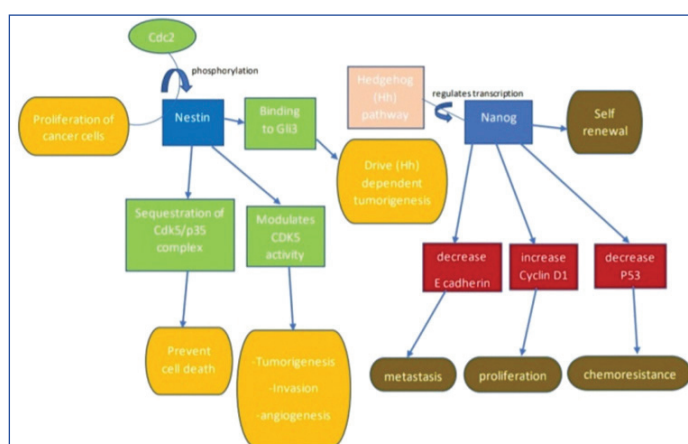 Cdc2
phosphorylation
Proliferation of
cancer cells
Nestin
Binding
to Gli3
Drive (Hh)
dependent
tumorigenesis
Sequestration of
Cdk5/p35
complex
Modulates
CDK5
activity
Prevent
cell death
-Tumorigenesis
-Invasion
-angiogenesis
Hedgehog
(Hh)
pathway
regulates transcription
Nanog
Self
renewal
decrease
E cadherin
increase
Cyclin D1
decrease
P53
metastasis
proliferation
chemoresistance